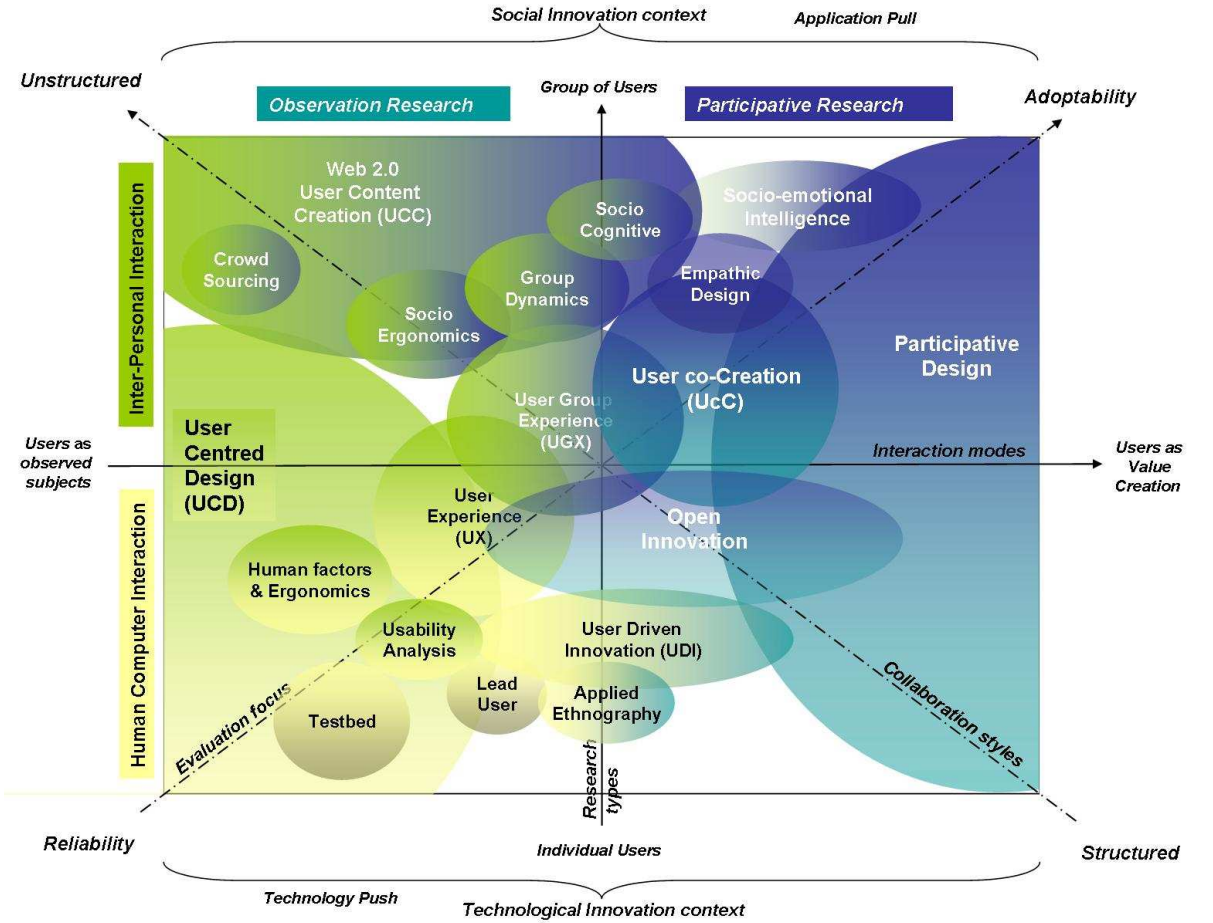 Social Innovation context
Application Pull
Unstructured
Observation Research
Group of Users
Participative Research
Adoptability
Inter-Personal Interaction
Web 2.0
User Content
Creation (UCC)
Socio
Cognitive
Socio-emotional
Intelligence
Crowd
Sourcing
Group
Dynamics
Empathic
Design
Socio
Ergonomics
Participative
Design
User co-Creation
(UcC)
User Group
Experience
(UGX)
User
Centred
Design
(UCD)
Users as
observed
subjects
Interaction modes
Users as
Value
Creation
Human Computer Interaction
User
Experience
(UX)
Open
Innovation
Human factors
& Ergonomics
Usability
Analysis
User Driven
Innovation (UDI)
Lead
User
Applied
Ethnography
Testbed
Evaluation focus
Collaboration styles
Research
types
Reliability
Individual Users
Structured
Technology Push
Technological Innovation context